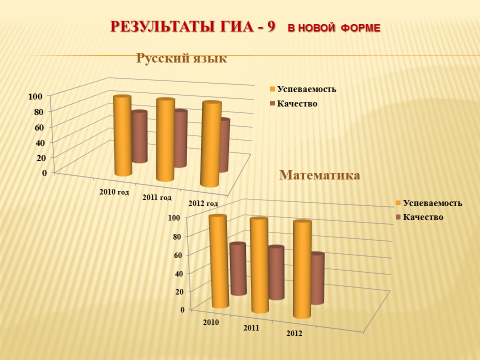 РЕЗУЛЬТАТЫ ГИА - 9 В НОВОЙ ФОРМЕ
Русский язык
Успеваемость
Качество
100
80
60
40
20
0
2010 год
2011 год
2012 год
Математика
Успеваемость
Качество
100
80
60
40
20
0
2010
2011
2012